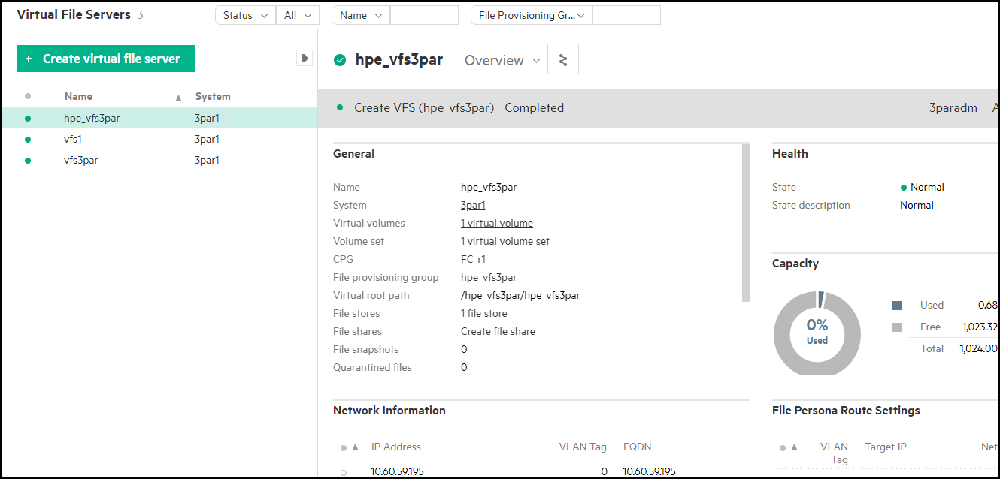 Virtual File Servers 3 Status All Name File Provisioning Gr...
+ Create virtual file server
hpe_vfs3par Overview
Name System
hpe_vfs3par 3par1
vfs1 3par1
vfs3par 3par1
Create VFS (hpe_vfs3par) Completed 3paradm A
General
Name hpe_vfs3par
System 3par1
Virtual volumes 1 virtual volume
Volume set 1 virtual volume set
CPG FC_r1
File provisioning group hpe_vfs3par
Virtual root path /hpe_vfs3par/hpe_vfs3par
File stores 1 file store
File shares Create file share
File snapshots 0
Quarantined files 0
Health
State Normal
State description Normal
Capacity
0%
Used
Used 0.68
Free 1,023.32
Total 1,024.00
Network Information
IP Address VLAN Tag FQDN
10.60.59.195 0 10.60.59.195
File Persona Route Settings
VLAN Target IP Net
Tag